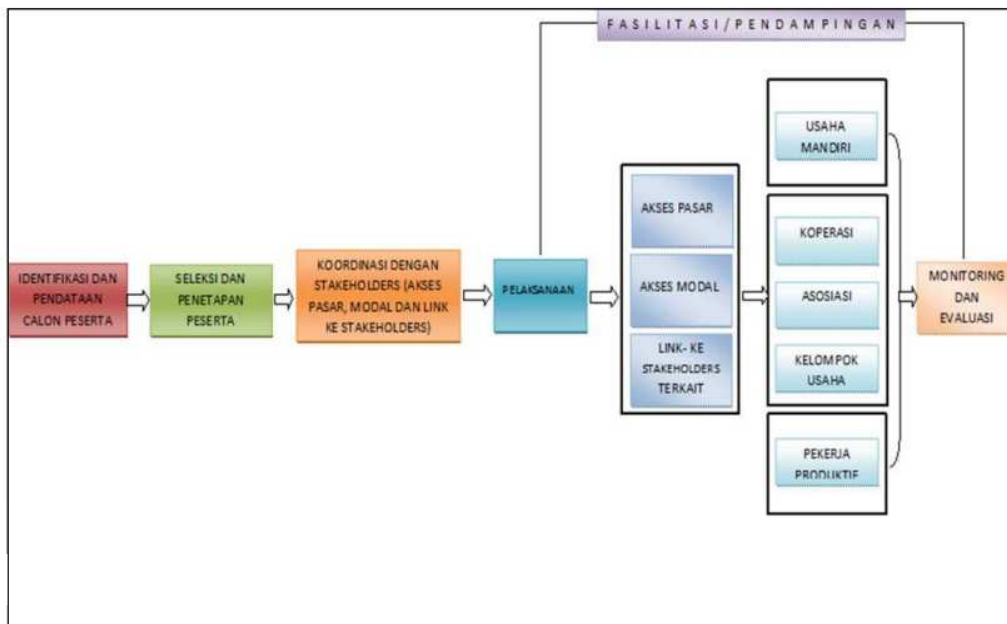 FASILITASI/PENDAMPINGAN
IDENTIFIKASI DAN
PENDATAAN
CALON PESERTA
SELEKSI DAN
PENETAPAN
PESERTA
KOORDINASI DENGAN
STAKEHOLDERS (AKSES
PASAR, MODAL DAN LINK
KE STAKEHOLDERS)
PELAKSANAAN
AKSES PASAR
AKSES MODAL
LINK- KE
STAKEHOLDERS
TERKAIT
USAHA
MANDIRI
KOPERASI
ASOSIASI
KELOMPOK
USAHA
PEKERJA
PRODUKTIF
MONITORING
DAN
EVALUASI